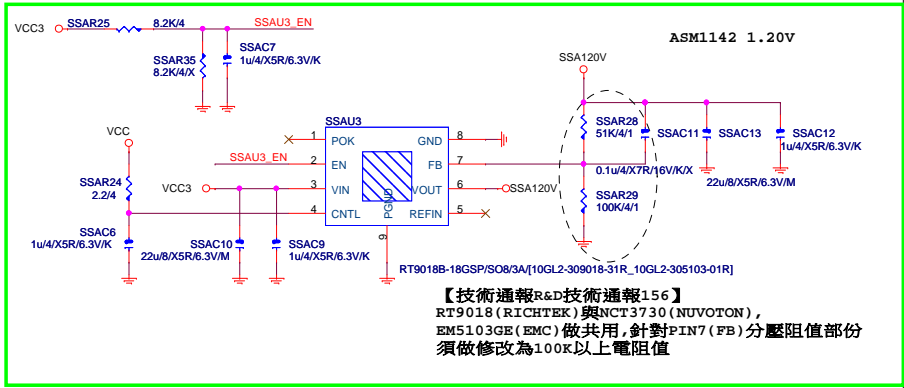 ASM1142 1.20V
VCC3
SSAR25
8.2K/4
SSAU3_EN
SSAR35
8.2K/4/X
SSAC7
1u/4/X5R/6.3V/K
SSA120V
SSAR28
51K/4/1
SSAC11
0.1u/4/X7R/16V/K/X
SSAC13
22u/8/X5R/6.3V/M
SSAC12
1u/4/X5R/6.3V/K
SSAR29
100K/4/1
SSAU3
1 POK
2 EN
3 VIN
4 CNTL
GND 8
FB 7
VOUT 6
REFIN 5
PGND
9
SSAU3_EN
VCC3
SSA120V
VCC
SSAR24
2.2/4
SSAC6
1u/4/X5R/6.3V/K
SSAC10
22u/8/X5R/6.3V/M
SSAC9
1u/4/X5R/6.3V/K
RT9018B-18GSP/SO8/3A/[10GL2-309018-31R_10GL2-305103-01R]
【技術通報R&D技術通報156】
RT9018(RICHTEK)與NCT3730(NUVOTON),
EM5103GE(EMC)做共用,針對PIN7(FB)分壓阻值部份
須做修改為100K以上電阻值